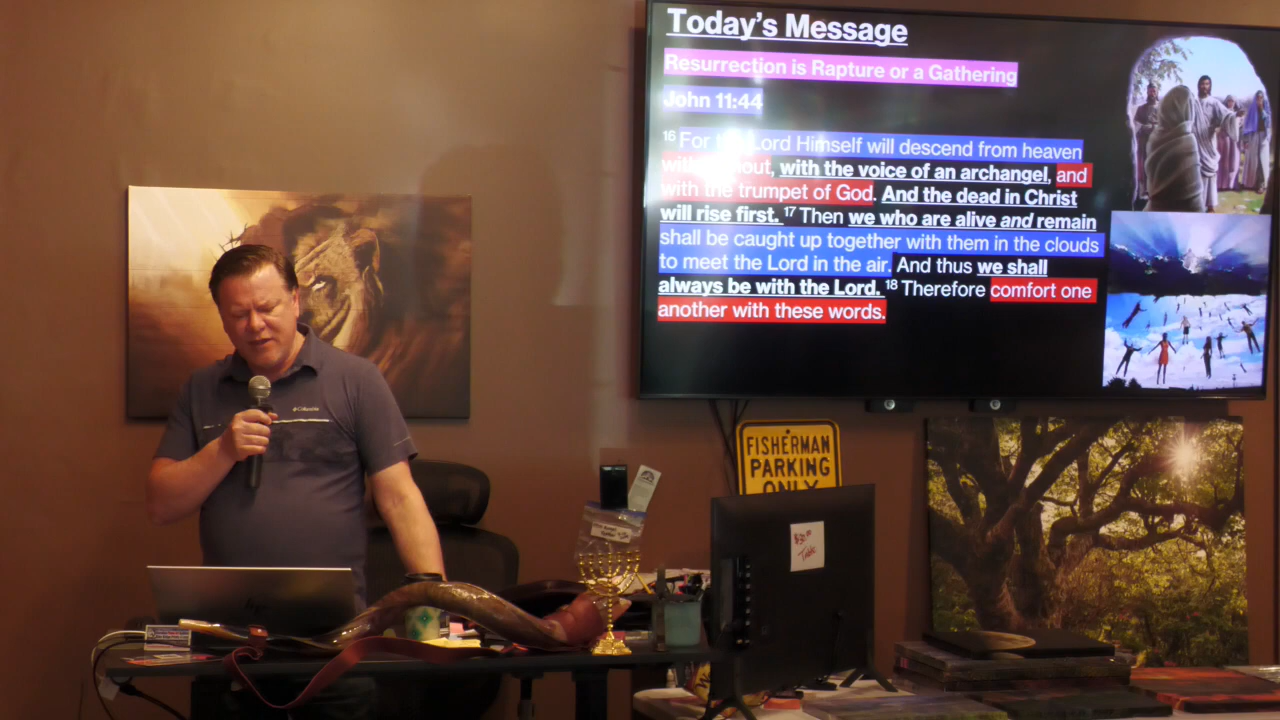 Today's Message
Resurrection is Rapture or a Gathering
John 11:44
16 For the Lord Himself will descend from heaven
with shout, with the voice of an archangel, and
with the trumpet of God. And the dead in Christ
will rise first. 17 Then we who are alive and remain
shall be caught up together with them in the clouds
to meet the Lord in the air. And thus we shall
always be with the Lord. 18 Therefore comfort one
another with these words.
Columbia
FISHERMAN
PARKING
ONLY
$30.00
Table
hp